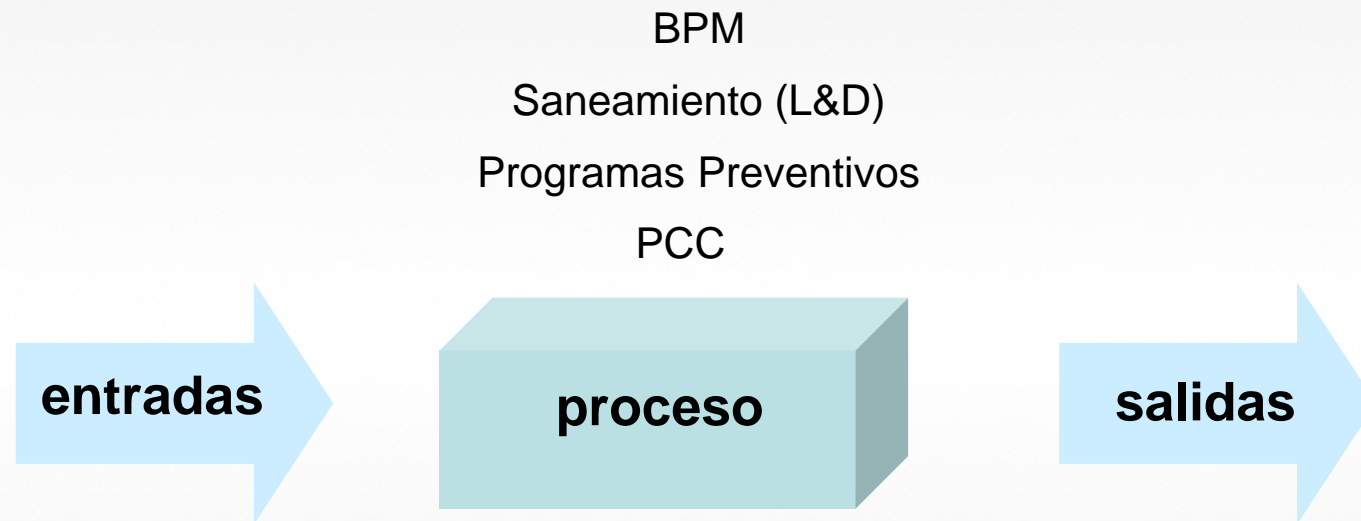 BPM
Saneamiento (L&D)
Programas Preventivos
PCC
entradas
proceso
salidas